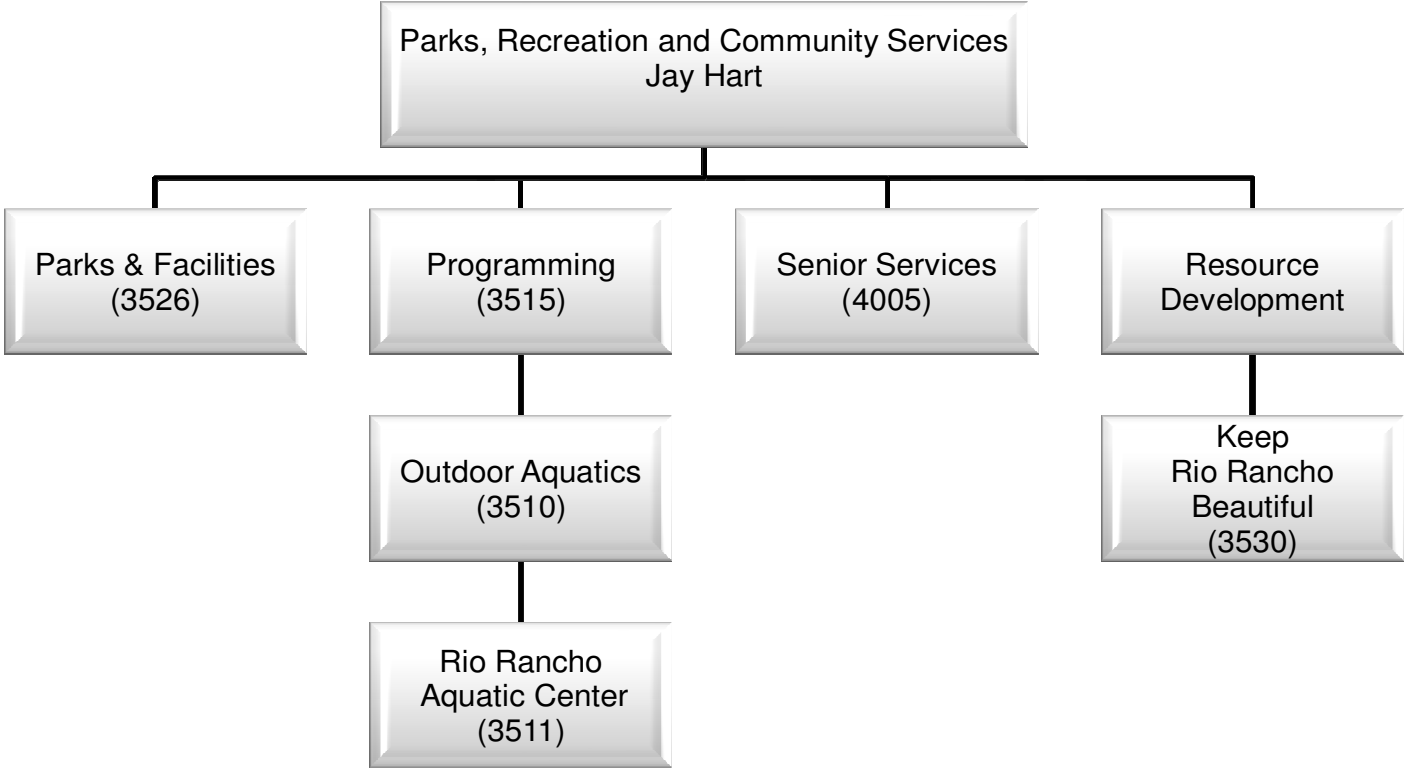 Parks, Recreation and Community Services
Jay Hart
Parks & Facilities
(3526)
Programming
(3515)
Senior Services
(4005)
Resource
Development
Outdoor Aquatics
(3510)
Keep
Rio Rancho
Beautiful
(3530)
Rio Rancho
Aquatic Center
(3511)